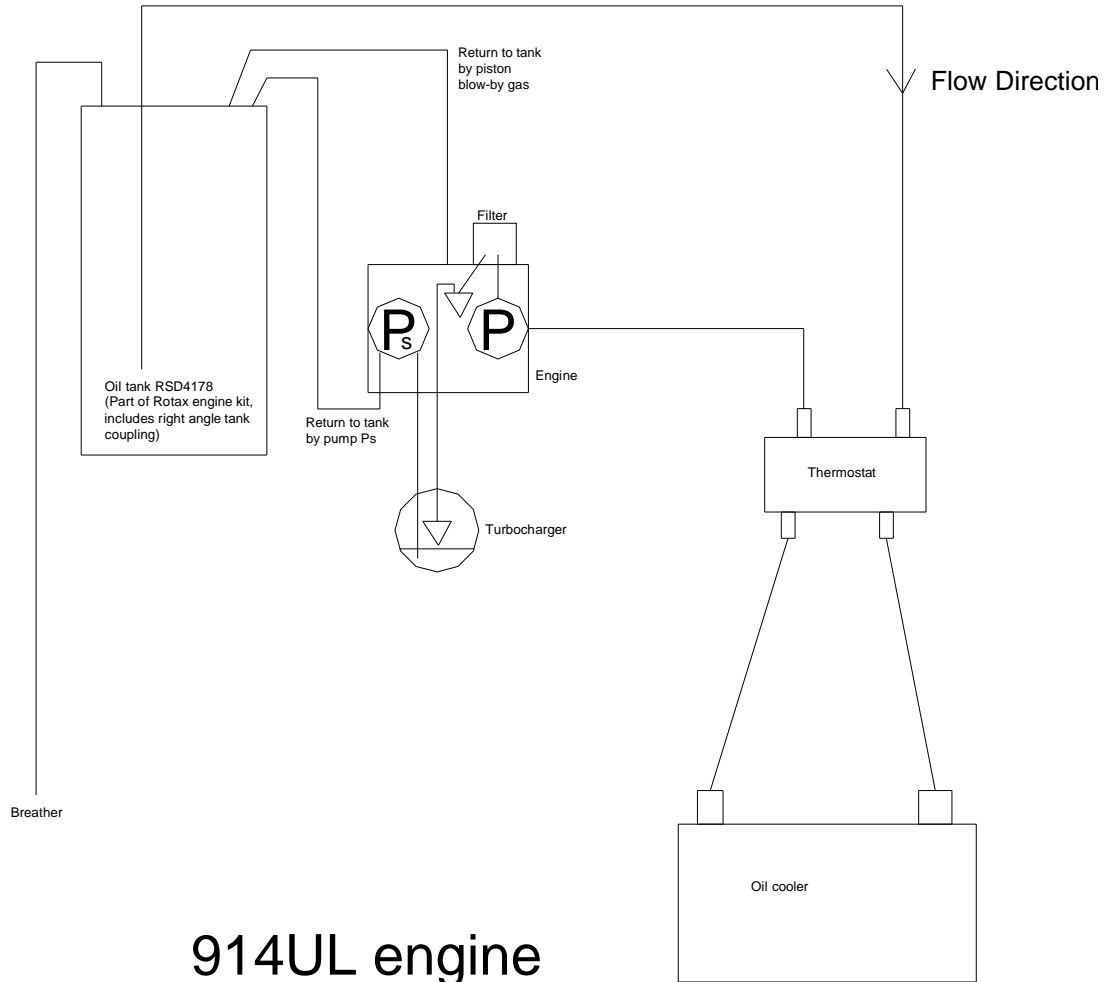 Return to tank
by piston
blow-by gas
Flow Direction
Filter
Ps
P
Engine
Oil tank RSD4178
(Part of Rotax engine kit,
includes right angle tank
coupling)
Return to tank
by pump Ps
Thermostat
Turbocharger
Breather
Oil cooler
914UL engine